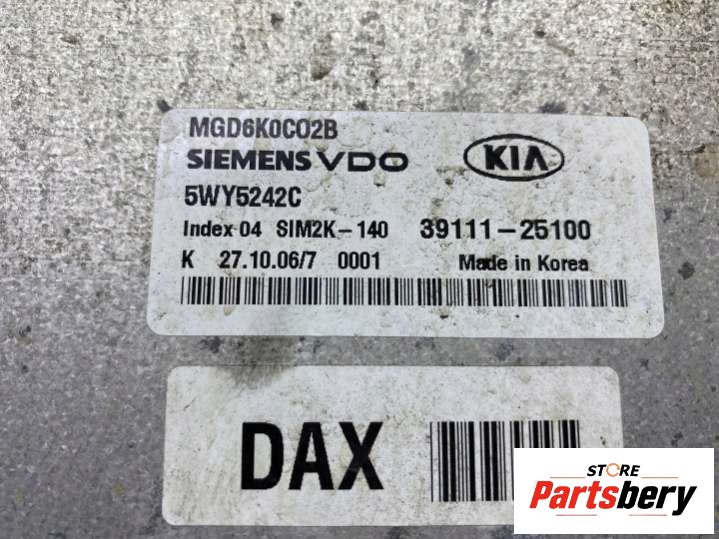 MGD6K0C02B
SIEMENS VDO KIA
5WY5242C
Index 04 SIM2K-140 39111-25100
K 27.10.06/7 0001 Made in Korea
DAX
STORE
Partsbery